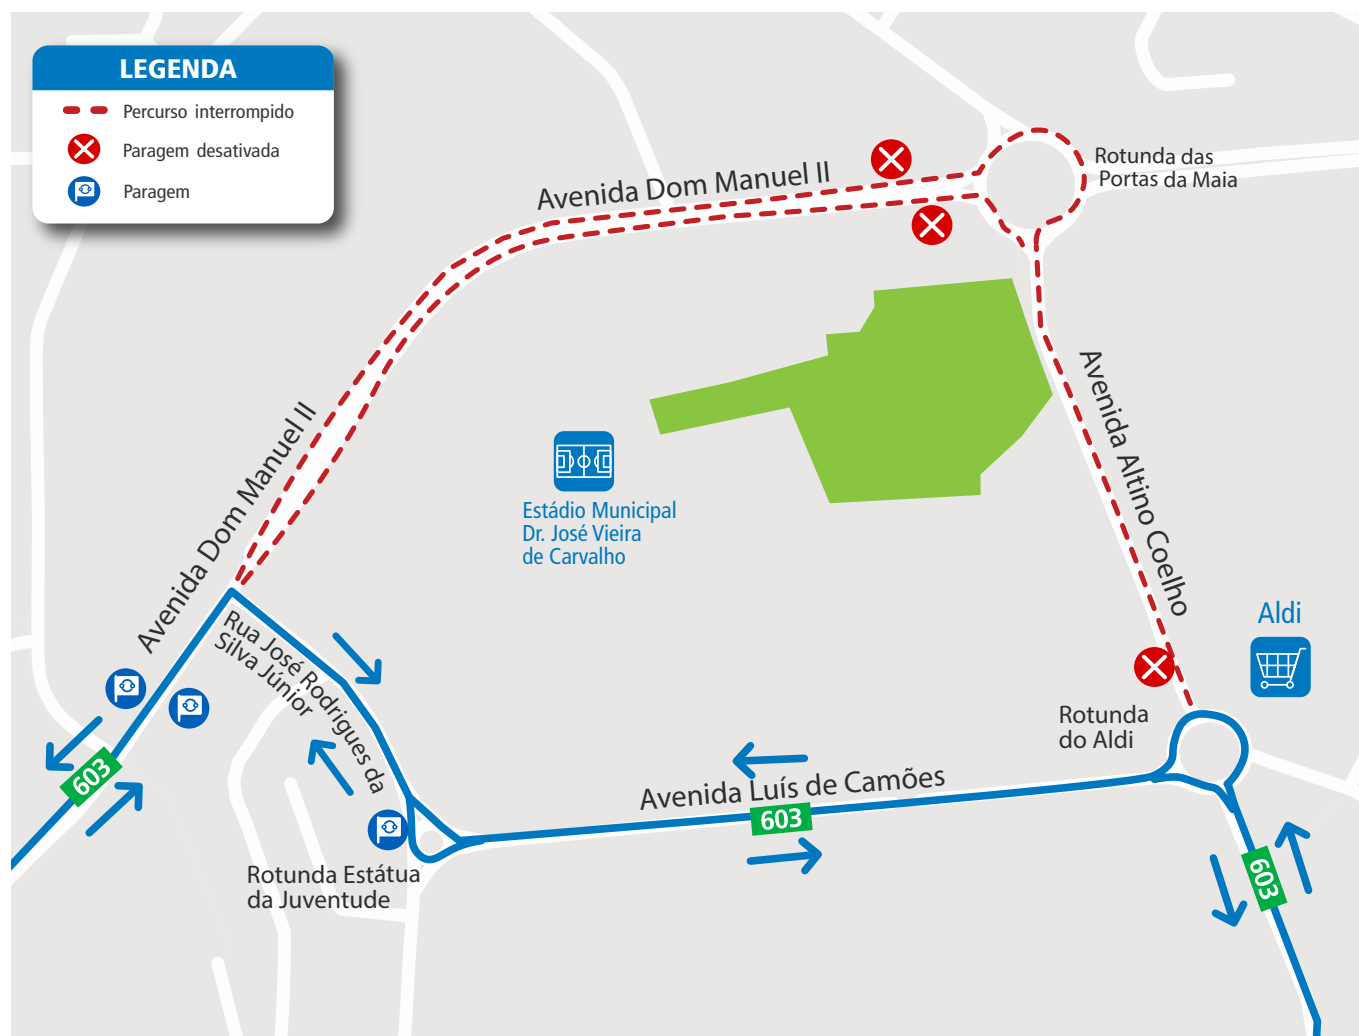 LEGENDA
Percurso interrompido
Paragem desativada
Paragem
Avenida Dom Manuel II
Rotunda das
Portas da Maia
Avenida Dom Manuel II
Avenida Altino Coelho
Estádio Municipal
Dr. José Vieira
de Carvalho
Rua José Rodrigues da
Silva Júnior
Aldi
Rotunda
do Aldi
603
Avenida Luís de Camões
603
Rotunda Estátua
da Juventude
603